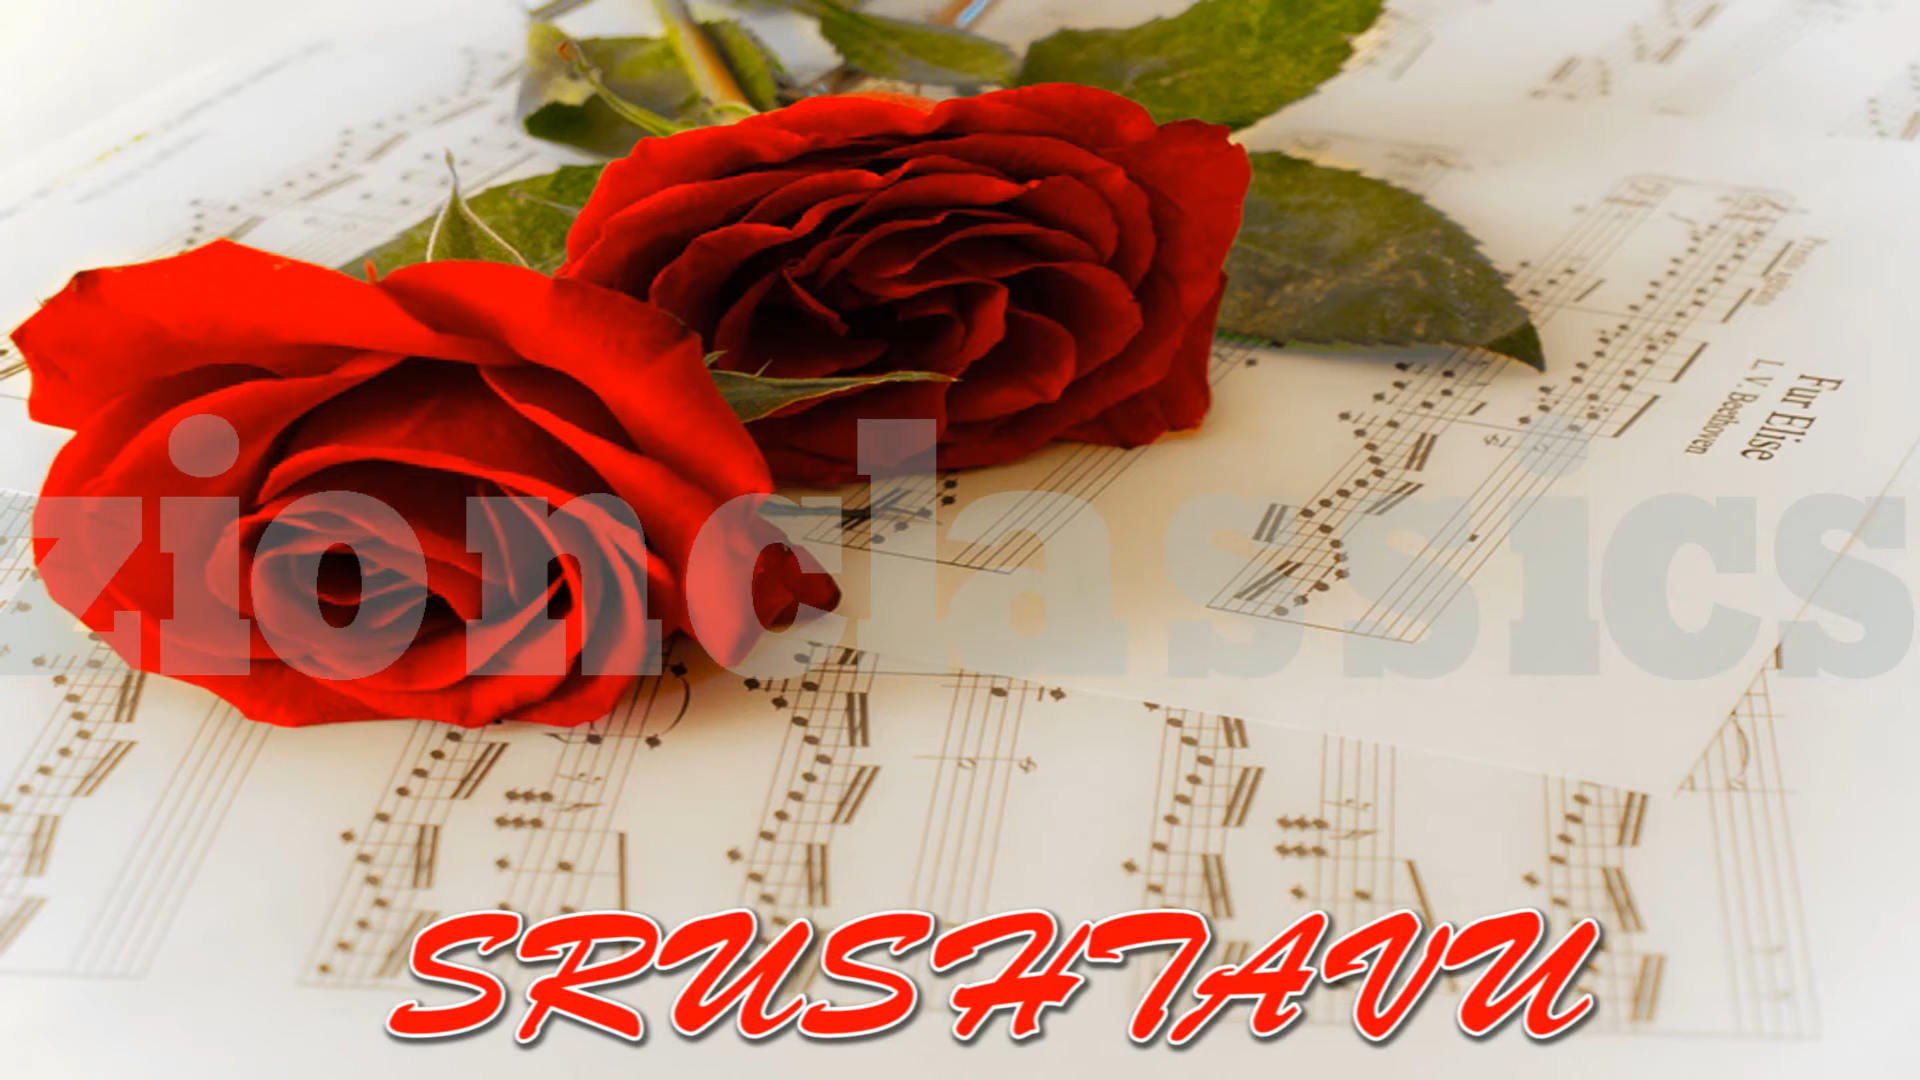 Fur Elise
L. V. Beethoven
zionclassics
SRUSHTAVU